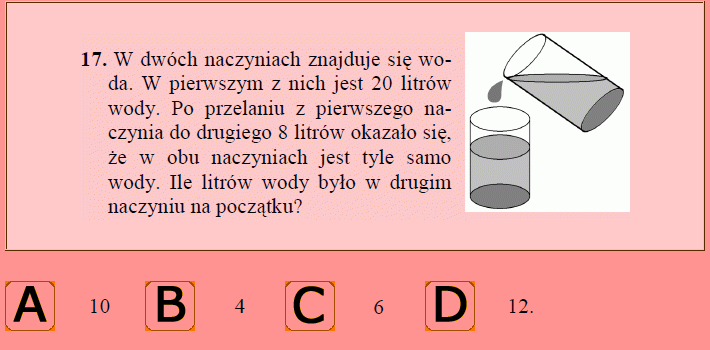 17. W dwóch naczyniach znajduje się wo-
da. W pierwszym z nich jest 20 litrów
wody. Po przelaniu z pierwszego na-
czynia do drugiego 8 litrów okazało się,
że w obu naczyniach jest tyle samo
wody. Ile litrów wody było w drugim
naczyniu na początku?
A 10 B 4 C 6 D 12.